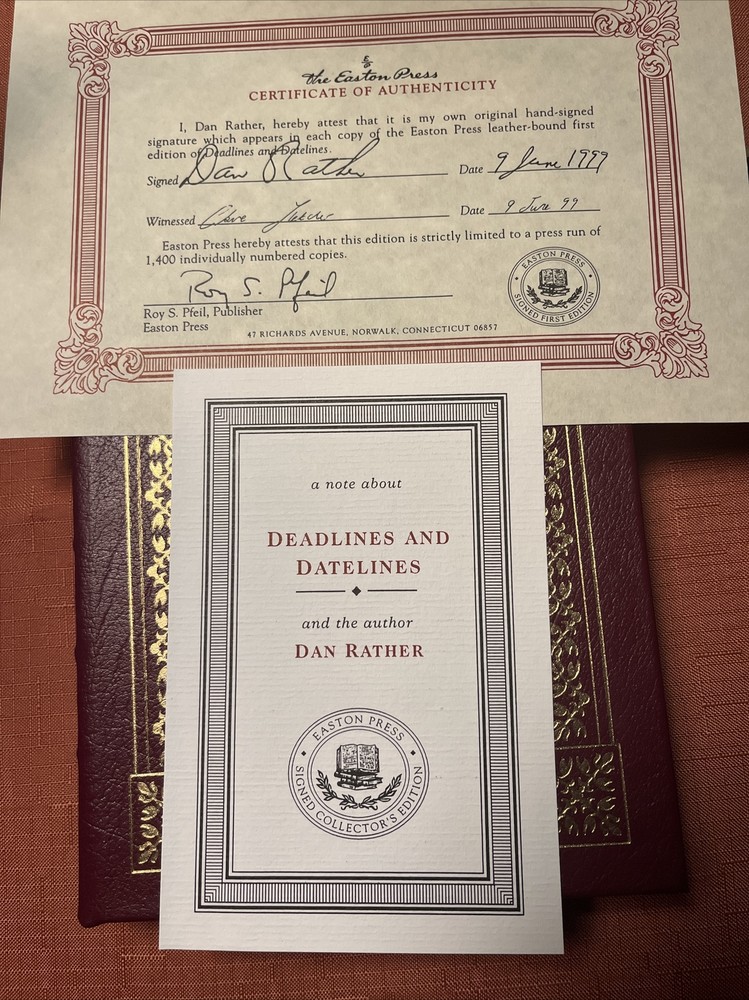 The Easton Press
CERTIFICATE OF AUTHENTICITY
I, Dan Rather, hereby attest that it is my own original hand-signed
signature which appears in each copy of the Easton Press leather-bound first
edition of Deadlines and Datelines.
Signed Dan Rather Date 9 June 1999
Witnessed Date 9 June 99
Easton Press hereby attests that this edition is strictly limited to a press run of
1,400 individually numbered copies.
Roy S. Pfeil
Roy S. Pfeil, Publisher
Easton Press
47 RICHARDS AVENUE, NORWALK, CONNECTICUT 06857
EASTON PRESS
SIGNED FIRST EDITION
a note about
DEADLINES AND
DATELINES
and the author
DAN RATHER
EASTON PRESS
SIGNED COLLECTOR'S EDITION